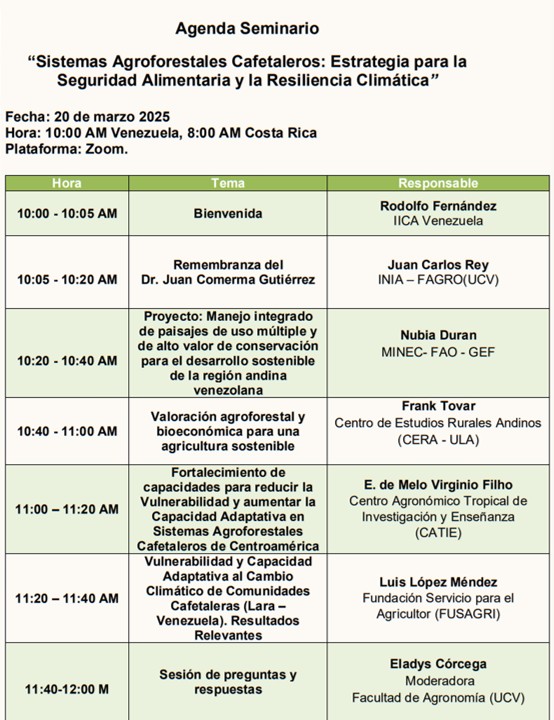 Agenda Seminario
“Sistemas Agroforestales Cafetaleros: Estrategia para la
Seguridad Alimentaria y la Resiliencia Climática”
Fecha: 20 de marzo 2025
Hora: 10:00 AM Venezuela, 8:00 AM Costa Rica
Plataforma: Zoom.
Hora Tema Responsable
10:00 - 10:05 AM
Bienvenida
Rodolfo Fernández
IICA Venezuela
10:05 - 10:20 AM
Remembranza del
Dr. Juan Comerma Gutiérrez
Juan Carlos Rey
INIA – FAGRO(UCV)
10:20 - 10:40 AM
Proyecto: Manejo integrado
de paisajes de uso múltiple y
de alto valor de conservación
para el desarrollo sostenible
de la región andina
venezolana
Nubia Duran
MINEC- FAO - GEF
10:40 - 11:00 AM
Valoración agroforestal y
bioeconómica para una
agricultura sostenible
Frank Tovar
Centro de Estudios Rurales Andinos
(CERA - ULA)
11:00 – 11:20 AM
Fortalecimiento de
capacidades para reducir la
Vulnerabilidad y aumentar la
Capacidad Adaptativa en
Sistemas Agroforestales
Cafetaleros de Centroamérica
E. de Melo Virginio Filho
Centro Agronómico Tropical de
Investigación y Enseñanza
(CATIE)
11:20 – 11:40 AM
Vulnerabilidad y Capacidad
Adaptativa al Cambio
Climático de Comunidades
Cafetaleras (Lara –
Venezuela). Resultados
Relevantes
Luis López Méndez
Fundación Servicio para el
Agricultor (FUSAGRI)
11:40-12:00 M
Sesión de preguntas y
respuestas
Eladys Córcega
Moderadora
Facultad de Agronomía (UCV)